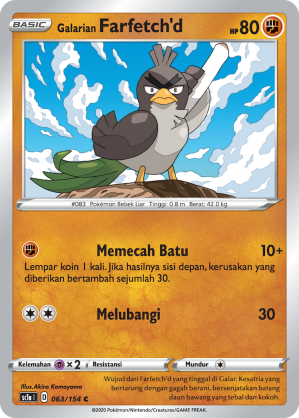 BASIC
Galarian Farfetch'd HP 80
#083 Pokémon Bebek Liar Tinggi: 0.8 m Berat: 42.0 kg
Memecah Batu 10+
Lempar koin 1 kali. Jika hasilnya sisi depan, kerusakan yang
diberikan bertambah sejumlah 30.
Melubangi 30
Kelemahan ×2 Resistansi Mundur
Illus. Akira Komayama
sc1a I D 063/154 C
Wujud dari Farfetch'd yang tinggal di Galar. Kesatria yang
bertarung dengan gagah berani, bersenjatakan
daun bawang yang tebal dan kokoh.
©2020 Pokémon/Nintendo/Creatures/GAME FREAK.